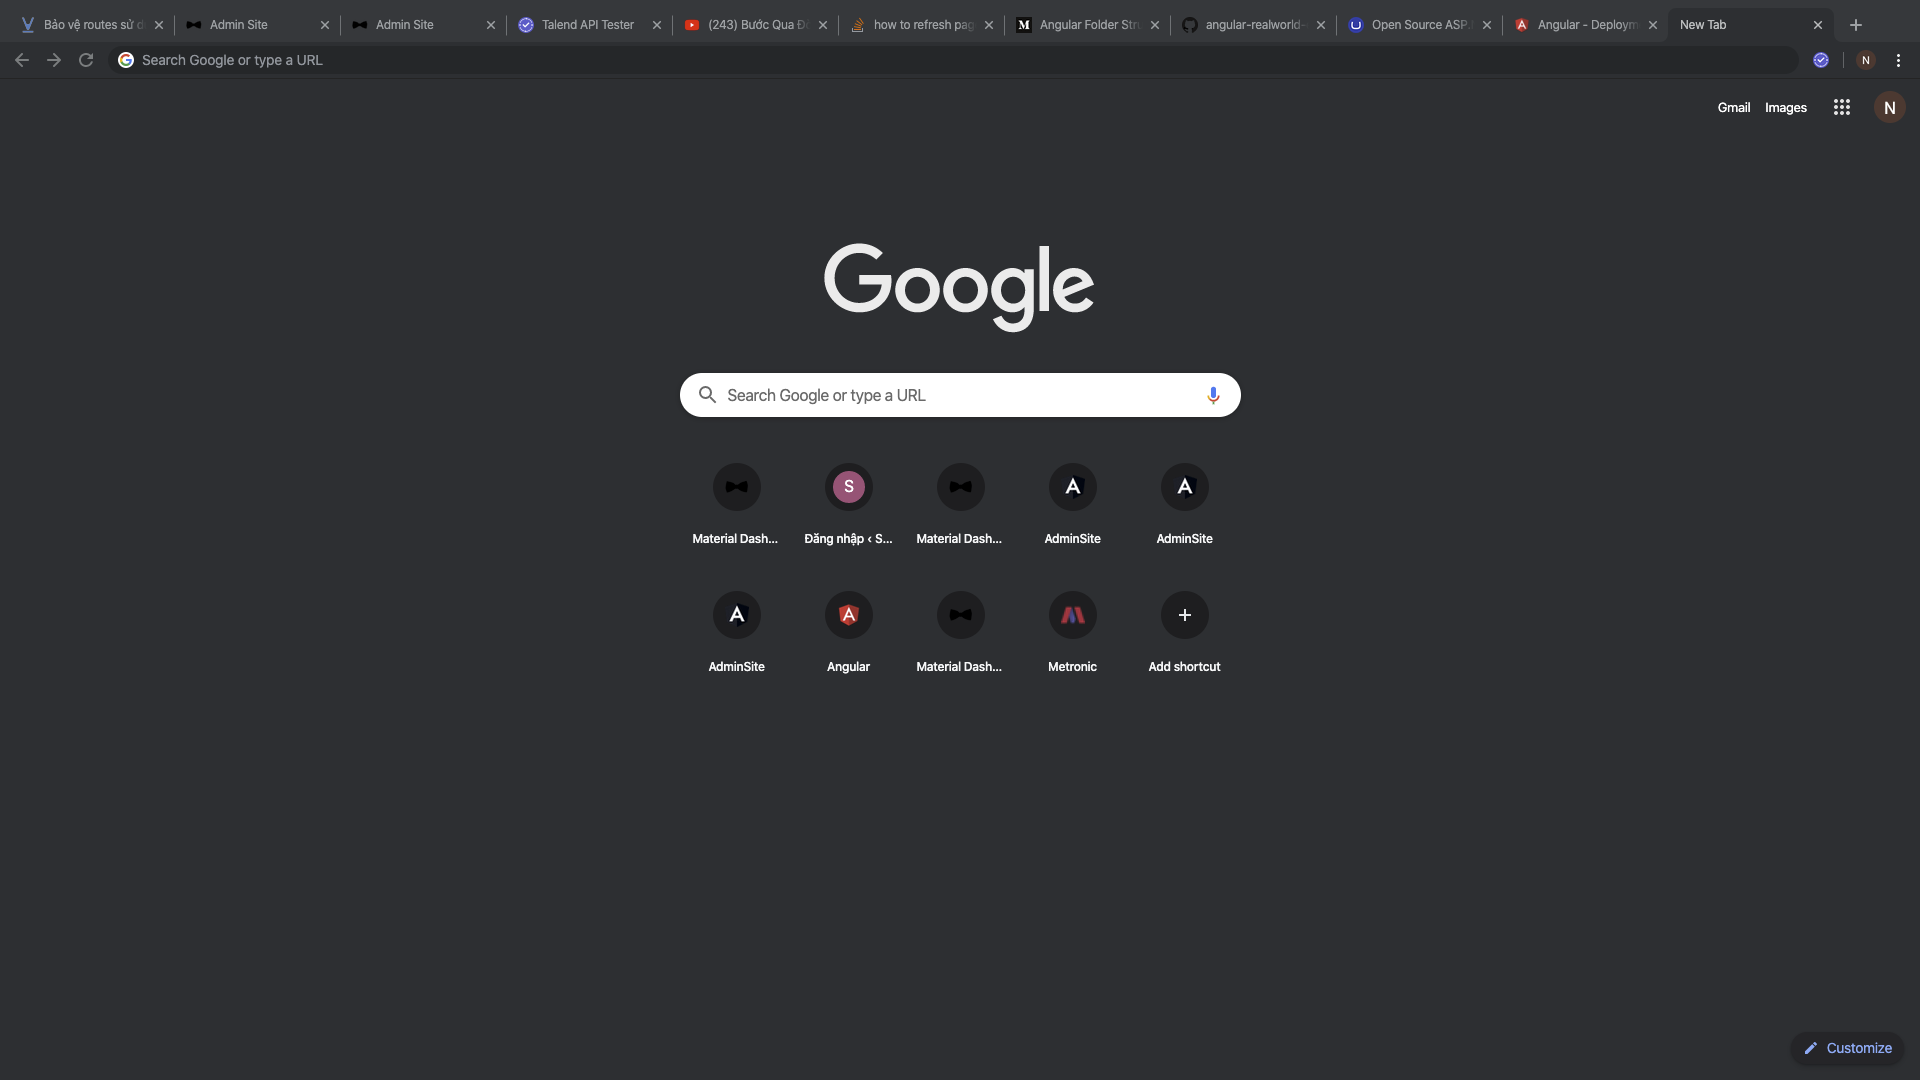 Bảo vệ routes sử d
Admin Site
Admin Site
Talend API Tester
(243) Bước Qua Đ
how to refresh pag
Angular Folder Str
angular-realworld-
Open Source ASP.
Angular - Deploym
New Tab
Search Google or type a URL
N
Gmail
Images
N
Google
Search Google or type a URL
S
Material Dash...
Đăng nhập ‹ S...
Material Dash...
AdminSite
AdminSite
AdminSite
Angular
Material Dash...
Metronic
Add shortcut
Customize